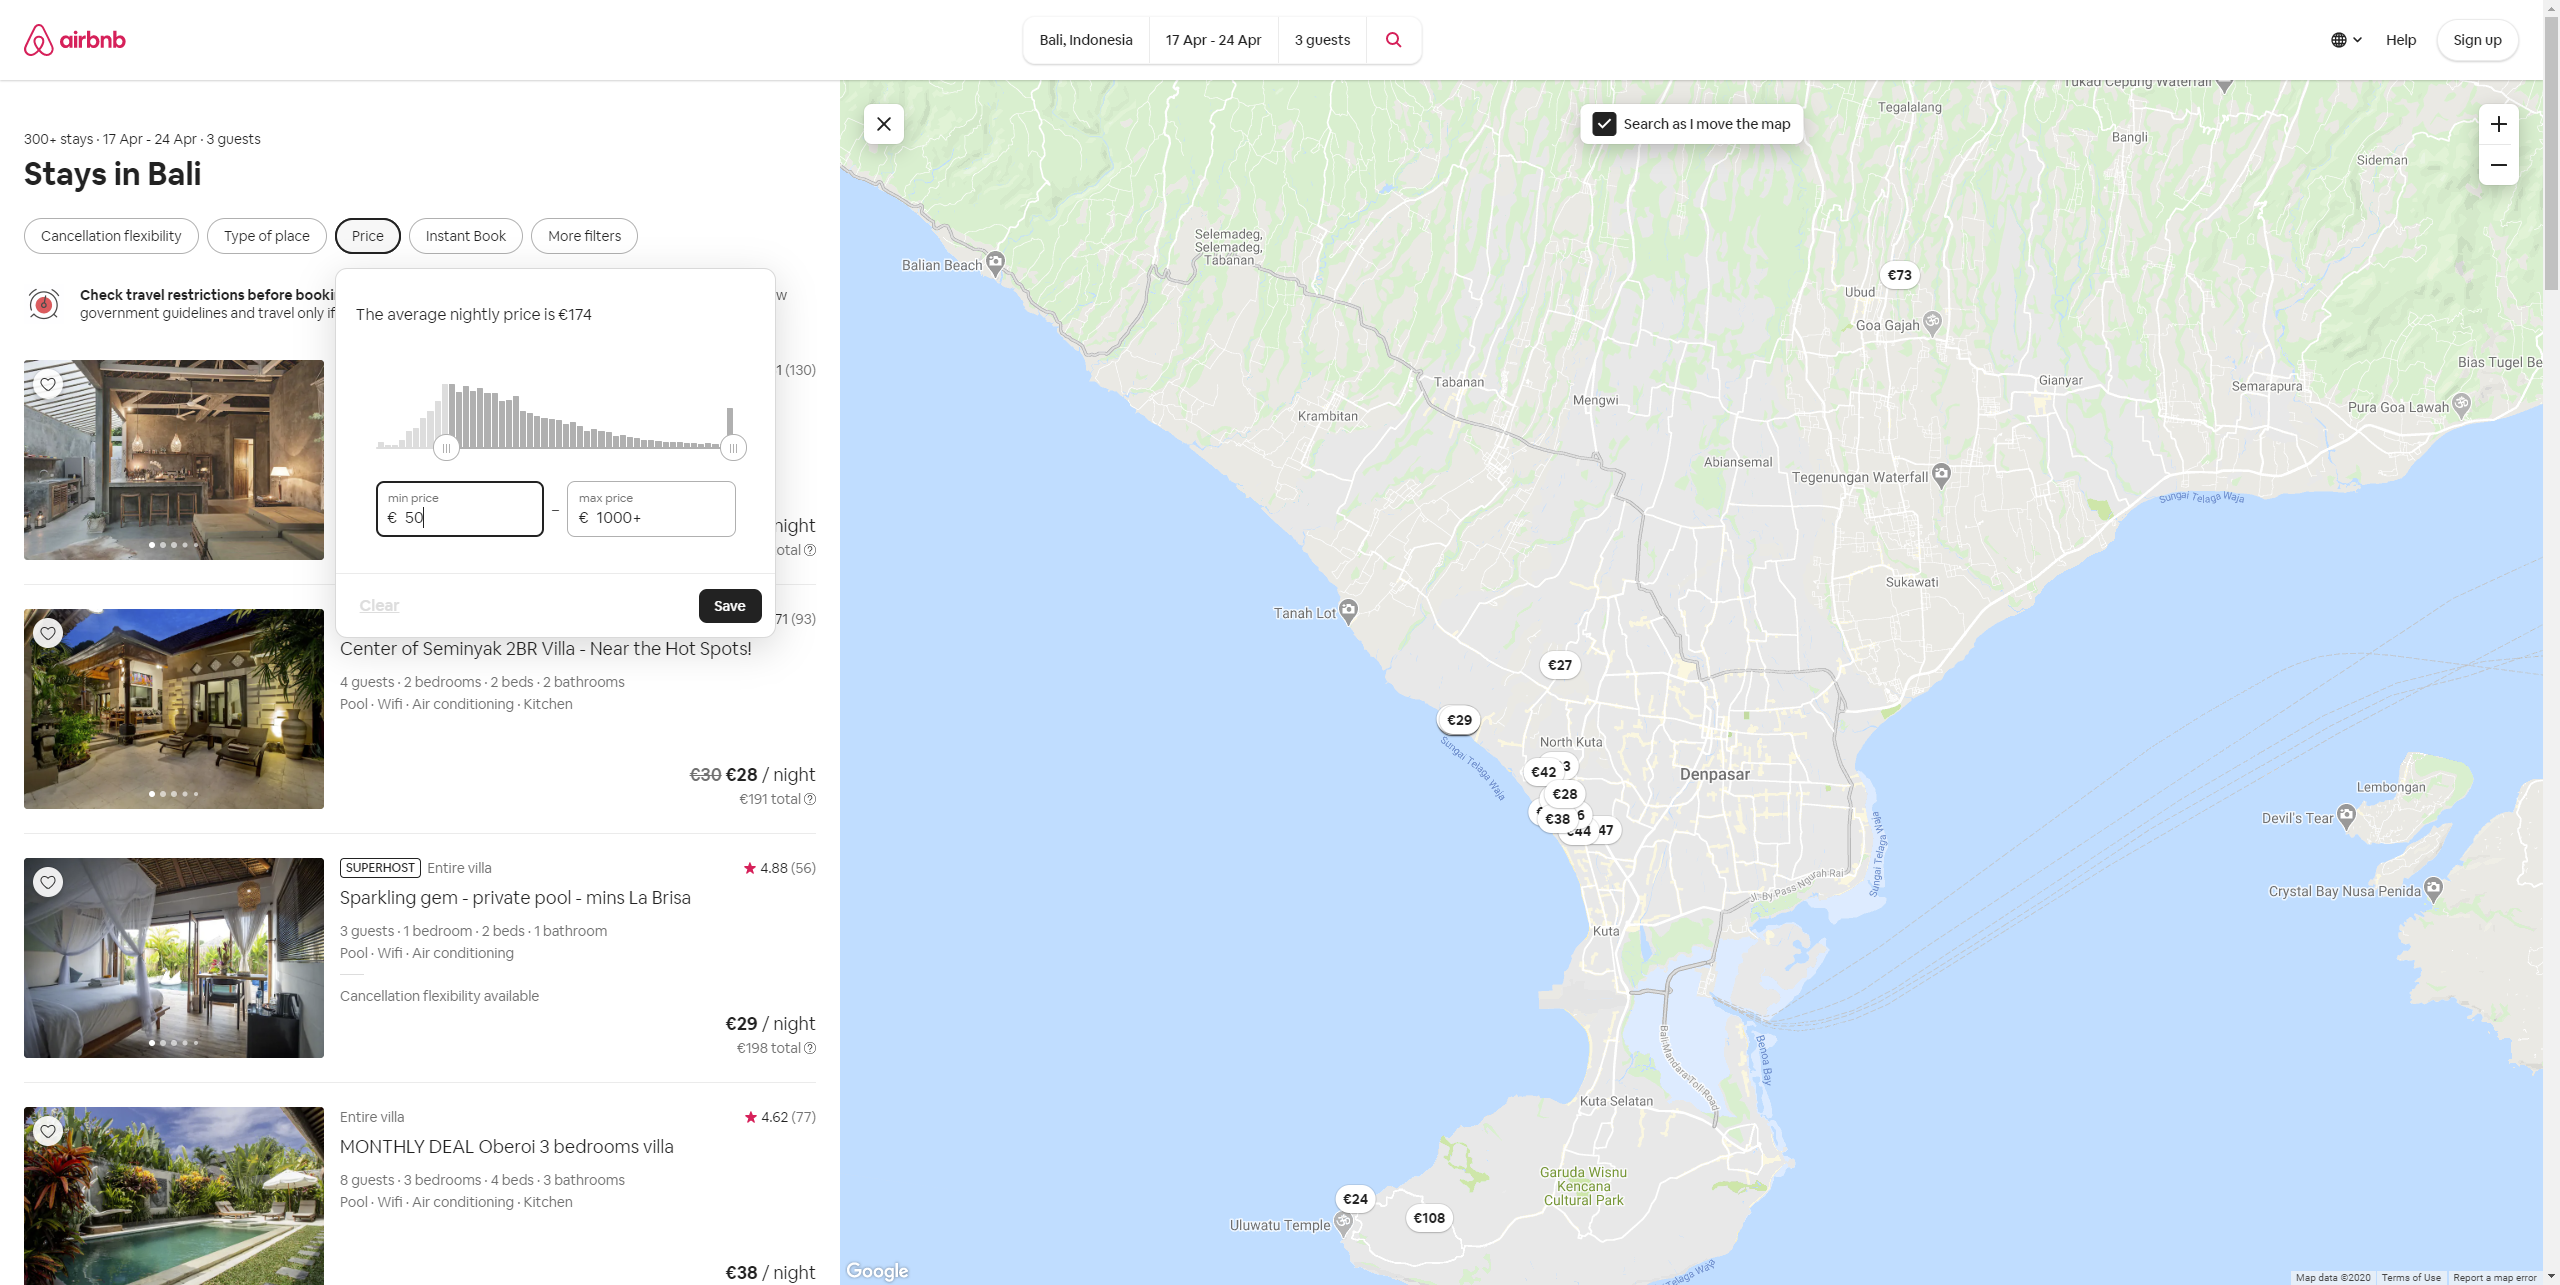 airbnb
Bali, Indonesia
17 Apr - 24 Apr
3 guests
Help
Sign up
300+ stays · 17 Apr - 24 Apr · 3 guests
Stays in Bali
Cancellation flexibility
Type of place
Price
Instant Book
More filters
Check travel restrictions before
government guidelines and travel only if
The average nightly price is €174
min price
€ 50
–
max price
€ 1000+
Clear
Save
1 (130)
night
71 (93)
Center of Seminyak 2BR Villa - Near the Hot Spots!
4 guests · 2 bedrooms · 2 beds · 2 bathrooms
Pool · Wifi · Air conditioning · Kitchen
€30 €28 / night
€191 total
SUPERHOST Entire villa
4.88 (56)
Sparkling gem - private pool - mins La Brisa
3 guests · 1 bedroom · 2 beds · 1 bathroom
Pool · Wifi · Air conditioning
Cancellation flexibility available
€29 / night
€198 total
Entire villa
4.62 (77)
MONTHLY DEAL Oberoi 3 bedrooms villa
8 guests · 3 bedrooms · 4 beds · 3 bathrooms
Pool · Wifi · Air conditioning · Kitchen
€38 / night
Search as I move the map
Tukad Cepung Waterfall
Tegalalang
Bangli
Sideman
Selemadeg,
Selemadeg,
Tabanan
Balian Beach
€73
Ubud
Goa Gajah
Bias Tugel Be
Tabanan
Gianyar
Semarapura
Mengwi
Krambitan
Pura Goa Lawah
Abiansemal
Tegenungan Waterfall
Sungai Telaga Waja
Sukawati
Tanah Lot
€27
€29
Sungai Telaga Waja
North Kuta
€42
3
Denpasar
€28
€38
6
€44
47
Lembongan
Devil's Tear
Sungai Telaga Waja
Jl. By Pass Ngurah Rai
Crystal Bay Nusa Penida
Kuta
Bali Mandara Toll Road
Benoa Bay
Kuta Selatan
Garuda Wisnu
Kencana
Cultural Park
€24
€108
Uluwatu Temple
Telaga Waja
Google
Map data ©2020
Terms of Use
Report a map error